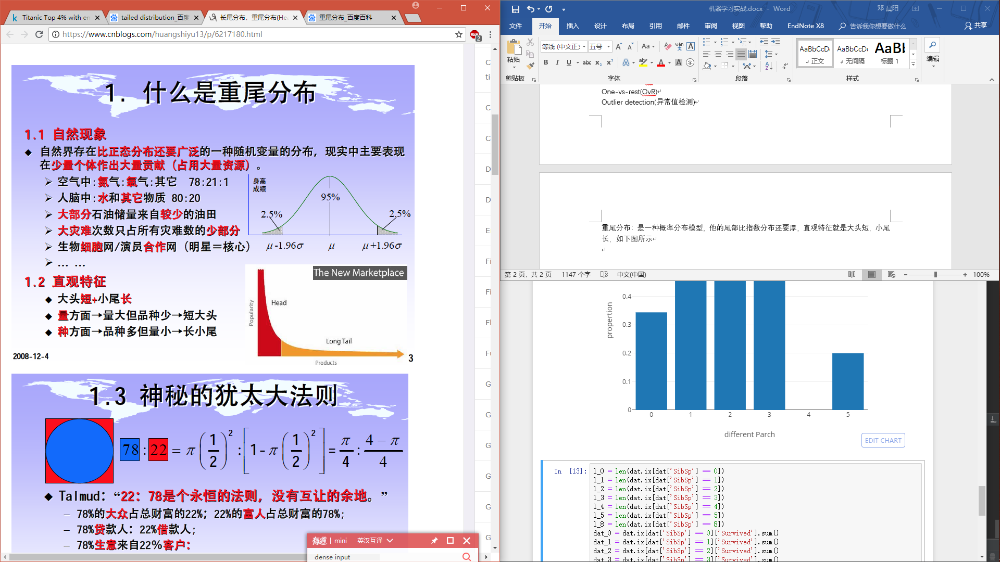 Titanic Top 4% with en
tailed distribution_百度
长尾分布，重尾分布(Hea
重尾分布_百度百科
https://www.cnblogs.com/huangshiyu13/p/6217180.html
ABP
2
1. 什么是重尾分布
1.1 自然现象
自然界存在比正态分布还要广泛的一种随机变量的分布，现实中主要表现
在少量个体作出大量贡献（占用大量资源）。
空气中:氮气:氧气:其它 78:21:1
人脑中:水和其它物质 80:20
大部分石油储量来自较少的油田
大灾难次数只占所有灾难数的少部分
生物细胞网/演员合作网（明星＝核心）
… …
身高
成绩
95%
2.5%
2.5%
μ-1.96σ
μ
μ+1.96σ
1.2 直观特征
大头短+小尾长
量方面→量大但品种少→短大头
种方面→品种多但量小→长小尾
The New Marketplace
Popularity
Head
Long Tail
Products
2008-12-4
3
1.3 神秘的犹太大法则
78:22=π(1/2)²:[1-π(1/2)²]=π/4:(4-π)/4
Talmud：“22：78是个永恒的法则，没有互让的余地。”
– 78%的大众占总财富的22%；22%的富人占总财富的78%；
– 78%贷款人：22%借款人；
– 78%生意来自22%客户：
有道 | mini 英汉互译
dense input
C
ti
C
C
D
D
E
Fi
Fi
Fl
Fu
G
G
G
G
G
G
机器学习实战.docx - Word
邓 晨阳
文件 开始 插入 设计 布局 引用 邮件 审阅 视图 帮助 EndNote X8 告诉我你想要做什么 共享
粘贴
等线 (中文正文
五号
Aa
wén
B I U abc x₂ x²
剪贴板
字体
段落
样式
AaBbCcDı
正文
AaBbCcDı
无间隔
AaBb
标题 1
编辑
One-vs-rest(OvR)
Outlier detection(异常值检测)
重尾分布：是一种概率分布模型，他的尾部比指数分布还要厚，直观特征就是大头短，小尾
长，如下图所示
第 2 页，共 2 页 1147 个字 中文(中国) 100%
propertion
0.4
0.3
0.2
0.1
0
0 1 2 3 4 5
different Parch
EDIT CHART
In [13]:
l_0 = len(dat.ix[dat['SibSp'] == 0])
l_1 = len(dat.ix[dat['SibSp'] == 1])
l_2 = len(dat.ix[dat['SibSp'] == 2])
l_3 = len(dat.ix[dat['SibSp'] == 3])
l_4 = len(dat.ix[dat['SibSp'] == 4])
l_5 = len(dat.ix[dat['SibSp'] == 5])
l_8 = len(dat.ix[dat['SibSp'] == 8])
dat_0 = dat.ix[dat['SibSp'] == 0]['Survived'].sum()
dat_1 = dat.ix[dat['SibSp'] == 1]['Survived'].sum()
dat_2 = dat.ix[dat['SibSp'] == 2]['Survived'].sum()
dat_3 = dat.ix[dat['SibSp'] == 3]['Survived'].sum()